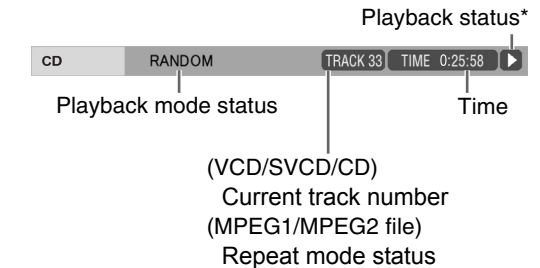 Playback status*
CD RANDOM TRACK 33 TIME 0:25:58
Playback mode status Time
(VCD/SVCD/CD)
Current track number
(MPEG1/MPEG2 file)
Repeat mode status